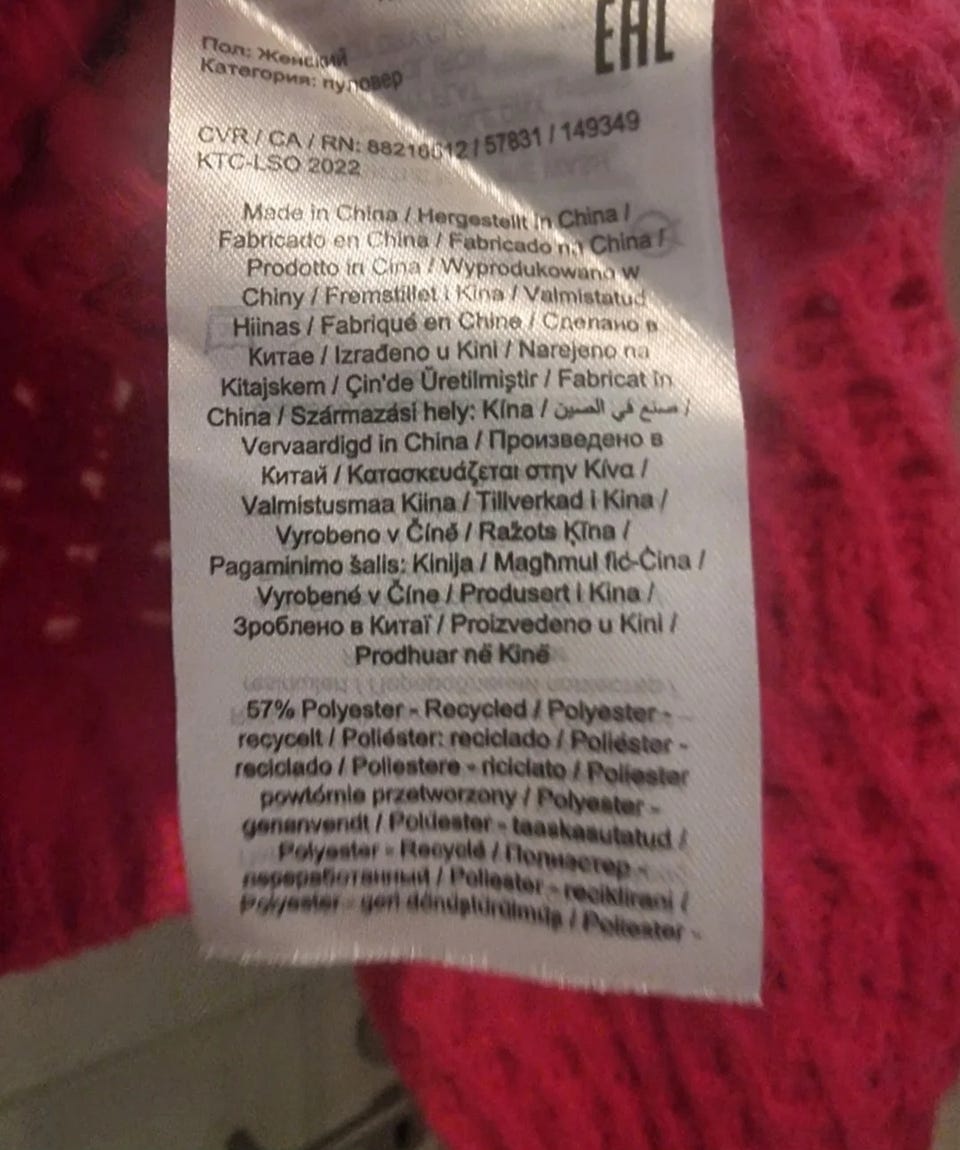 EAC
Пол: Женский
Категория: пуловер
CVR / CA / RN: 88216512 / 57831 / 149349
KTC-LSO 2022
Made in China / Hergestellt in China /
Fabricado en China / Fabricado na China /
Prodotto in Cina / Wyprodukowano w
Chiny / Fremstillet i Kina / Valmistatud
Hiinas / Fabriqué en Chine / Сделано в
Китае / Izrađeno u Kini / Narejeno na
Kitajskem / Çin'de Üretilmiştir / Fabricat în
China / Származási hely: Kína / صنع في الصين /
Vervaardigd in China / Произведено в
Китай / Κατασκευάζεται στην Κίνα /
Valmistusmaa Kiina / Tillverkad i Kina /
Vyrobeno v Číně / Ražots Ķīna /
Pagaminimo šalis: Kinija / Magħmul fiċ-Ċina /
Vyrobené v Číne / Produsert i Kina /
Зроблено в Китаї / Proizvedeno u Kini /
Prodhuar në Kinë
57% Polyester - Recycled / Polyester -
recycelt / Poliéster: reciclado / Poliéster -
reciclado / Poliestere - riciclato / Poliester
powtórnie przetworzony / Polyester -
genanvendt / Polüester - taaskasutatud /
Polyester - Recyclé / Полиэстер -
переработанный / Poliester - reciklirani /
Polyester - geri dönüştürülmüş / Poliester -